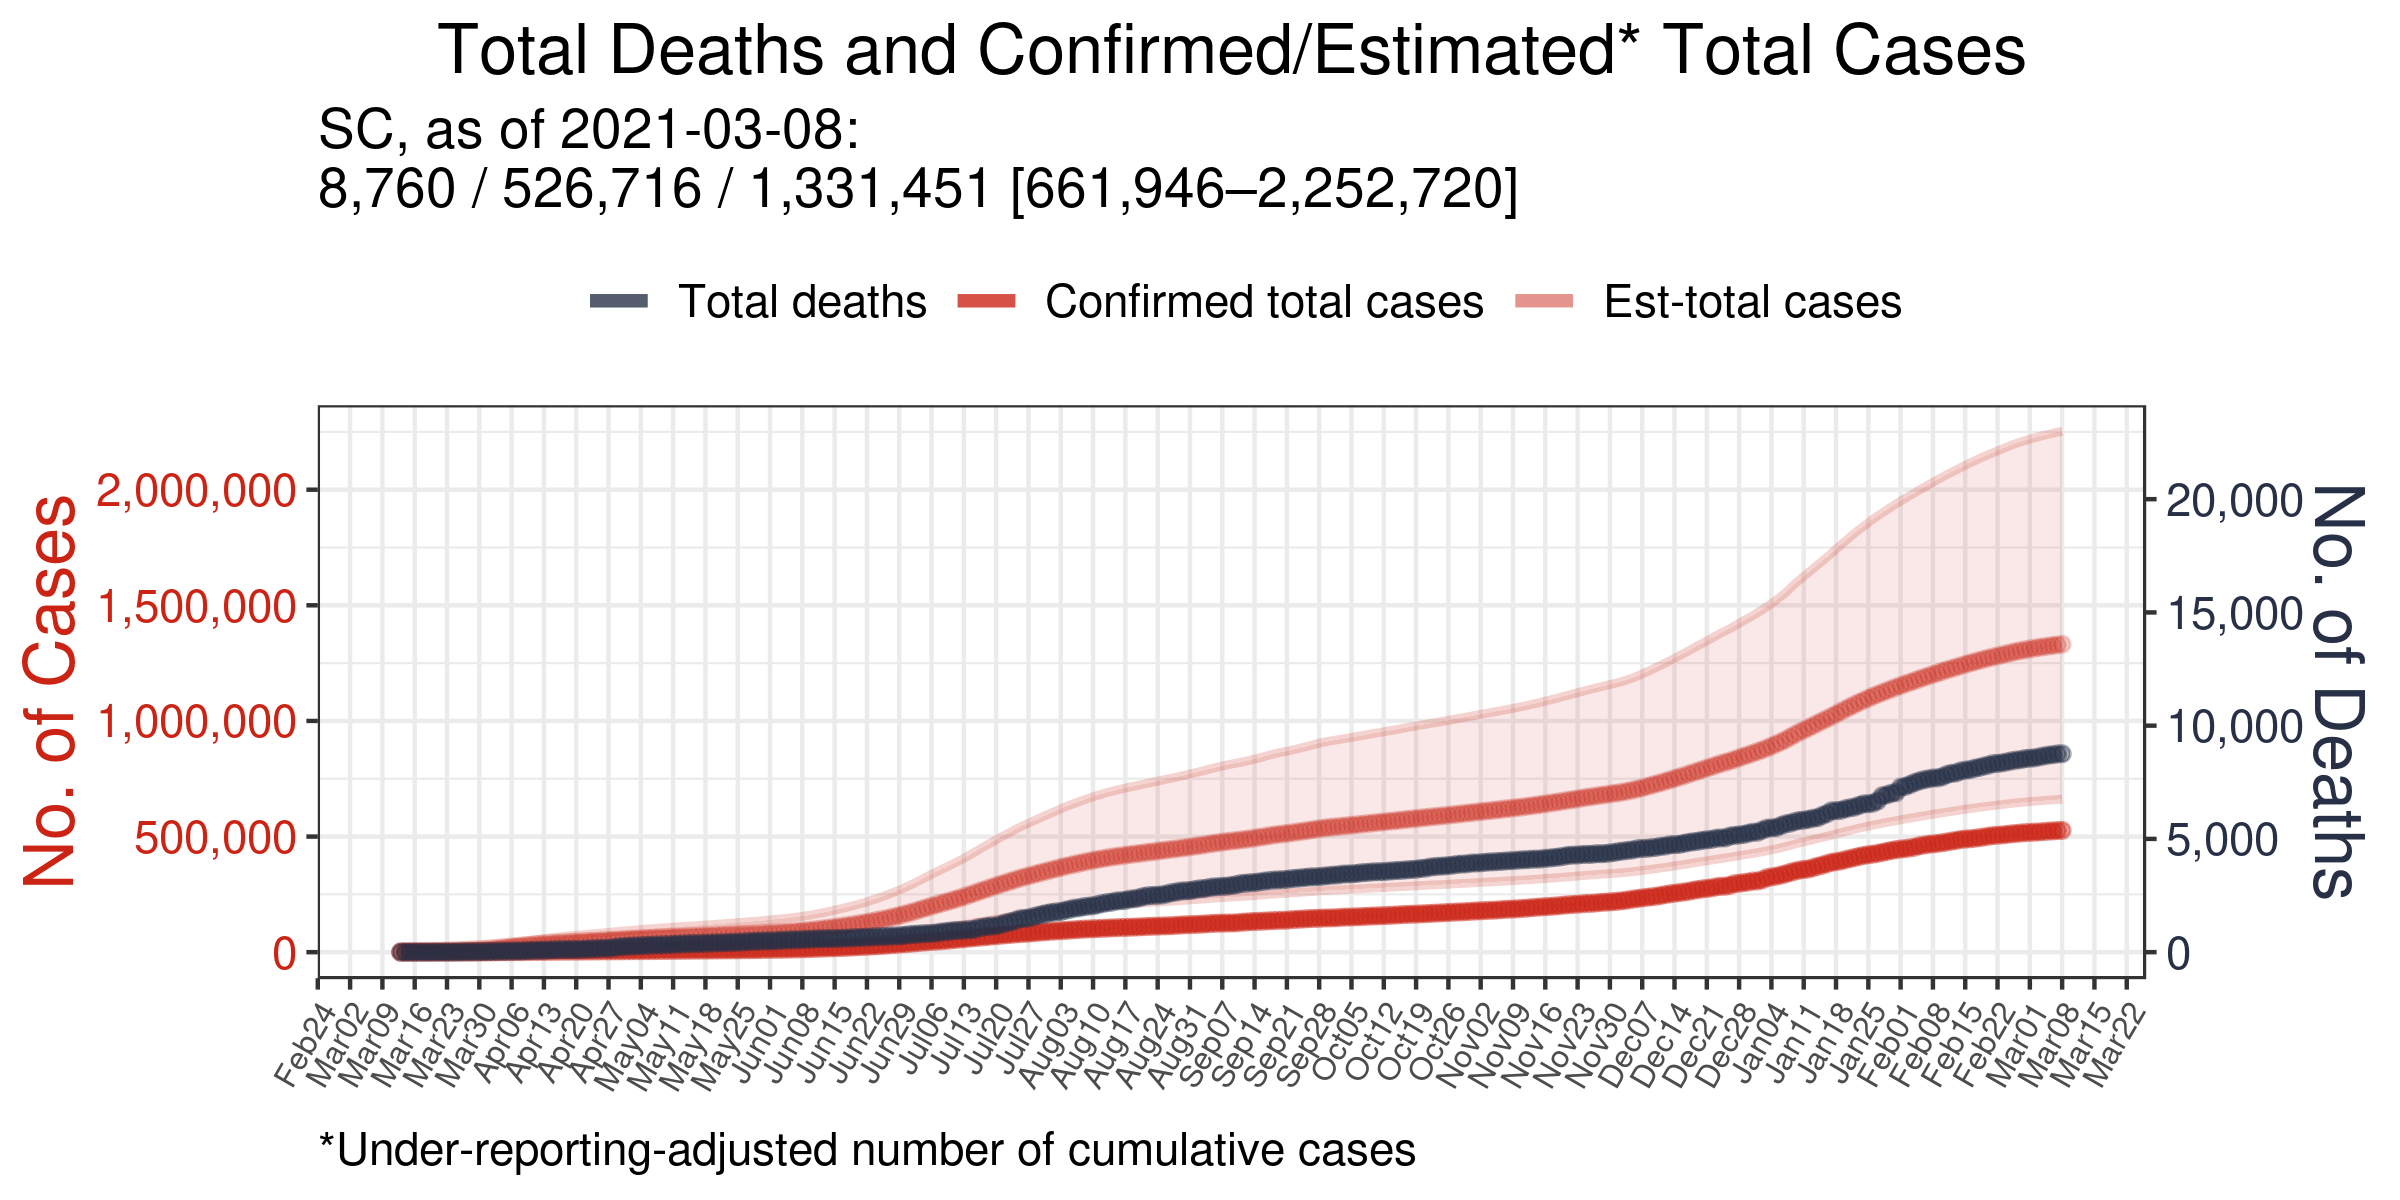 Total Deaths and Confirmed/Estimated* Total Cases
SC, as of 2021-03-08:
8,760 / 526,716 / 1,331,451 [661,946–2,252,720]
Total deaths
Confirmed total cases
Est-total cases
No. of Cases
2,000,000
1,500,000
1,000,000
500,000
0
20,000
15,000
10,000
5,000
0
No. of Deaths
Feb24
Mar02
Mar09
Mar16
Mar23
Mar30
Apr06
Apr13
Apr20
Apr27
May04
May11
May18
May25
Jun01
Jun08
Jun15
Jun22
Jun29
Jul06
Jul13
Jul20
Jul27
Aug03
Aug10
Aug17
Aug24
Aug31
Sep07
Sep14
Sep21
Sep28
Oct05
Oct12
Oct19
Oct26
Nov02
Nov09
Nov16
Nov23
Nov30
Dec07
Dec14
Dec21
Dec28
Jan04
Jan11
Jan18
Jan25
Feb01
Feb08
Feb15
Feb22
Mar01
Mar08
Mar15
Mar22
*Under-reporting-adjusted number of cumulative cases